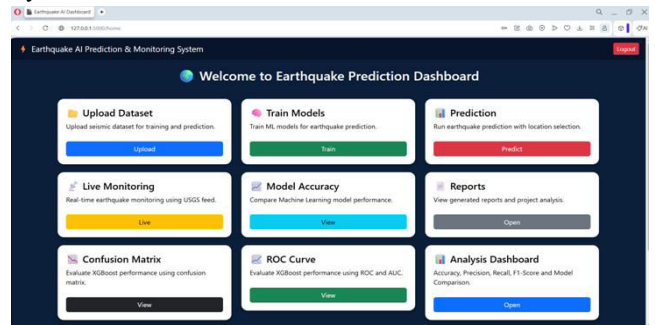 Earthquake AI Dashboard
127.0.0.1:5000/home
Earthquake AI Prediction & Monitoring System
Logout
Welcome to Earthquake Prediction Dashboard
Upload Dataset
Upload seismic dataset for training and prediction.
Upload
Train Models
Train ML models for earthquake prediction.
Train
Prediction
Run earthquake prediction with location selection.
Predict
Live Monitoring
Real-time earthquake monitoring using USGS feed.
Live
Model Accuracy
Compare Machine Learning model performance.
View
Reports
View generated reports and project analysis.
Open
Confusion Matrix
Evaluate XGBoost performance using confusion
matrix.
View
ROC Curve
Evaluate XGBoost performance using ROC and AUC.
View
Analysis Dashboard
Accuracy, Precision, Recall, F1-Score and Model
Comparison.
Open